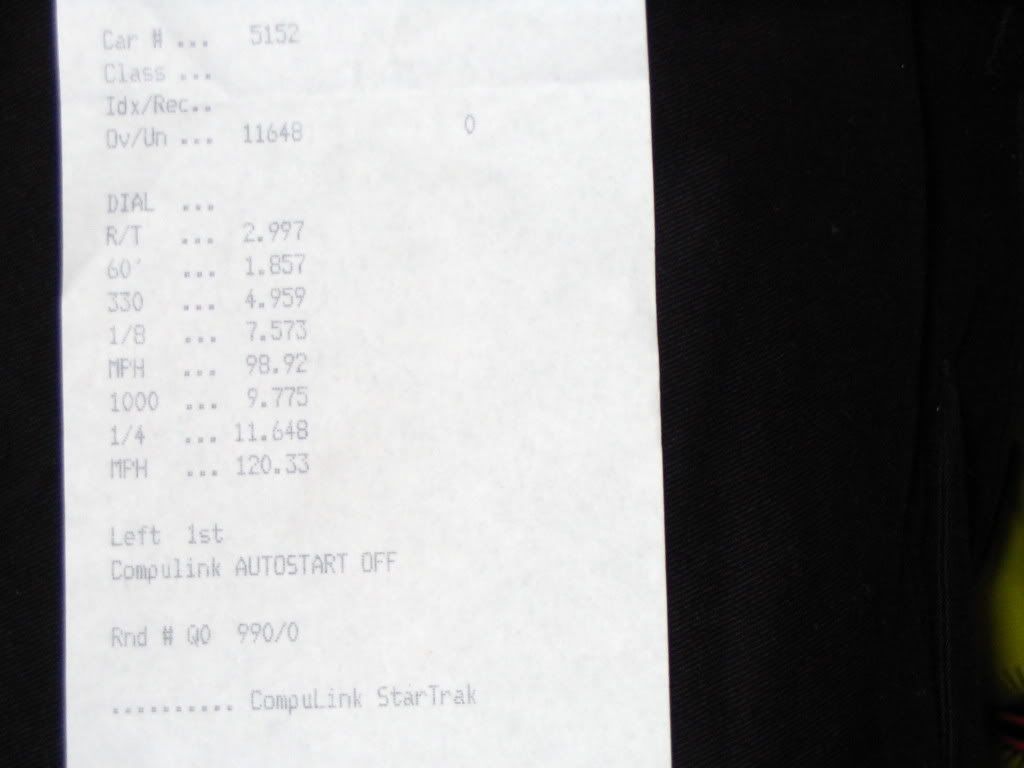 Car # ... 5152
Class ...
Idx/Rec..
Ov/Un ... 11648 0
DIAL ...
R/T ... 2.997
60' ... 1.857
330 ... 4.959
1/8 ... 7.573
MPH ... 98.92
1000 ... 9.775
1/4 ... 11.648
MPH ... 120.33
Left 1st
Compulink AUTOSTART OFF
Rnd # Q0 990/0
.......... CompuLink StarTrak